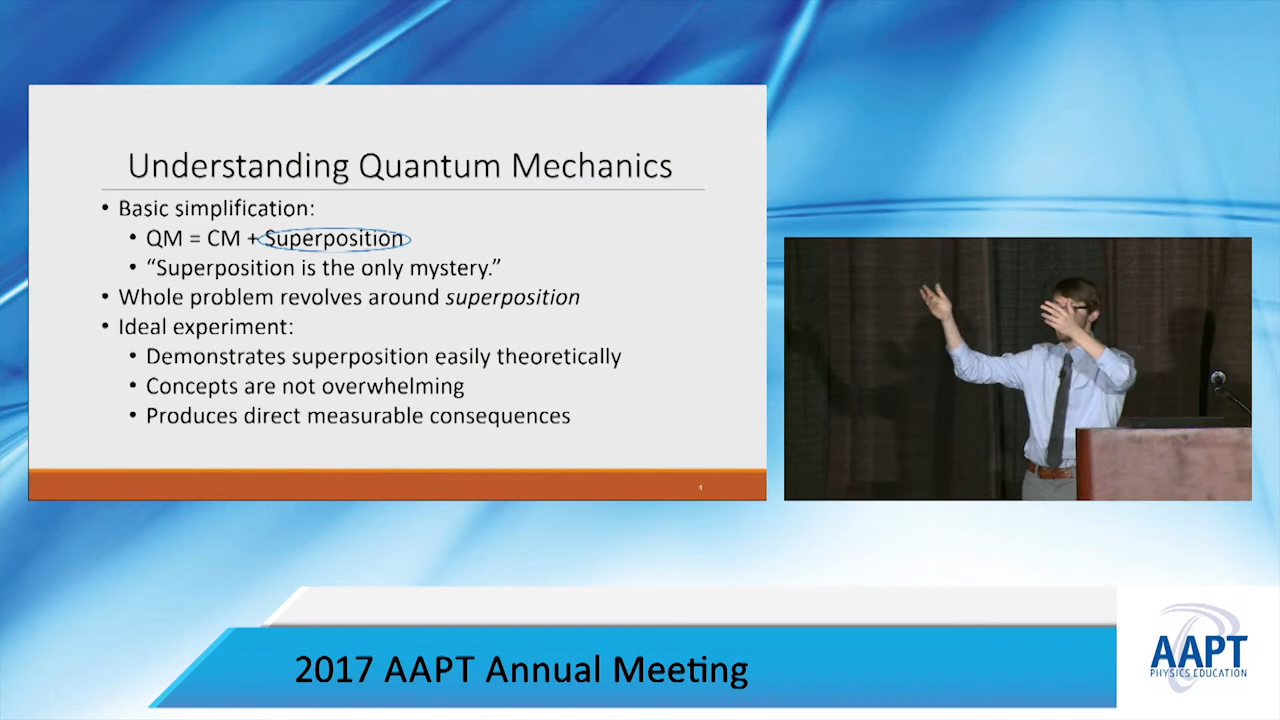 Understanding Quantum Mechanics
• Basic simplification:
• QM = CM + Superposition
• “Superposition is the only mystery.”
• Whole problem revolves around superposition
• Ideal experiment:
• Demonstrates superposition easily theoretically
• Concepts are not overwhelming
• Produces direct measurable consequences
4
2017 AAPT Annual Meeting
AAPT
PHYSICS EDUCATION